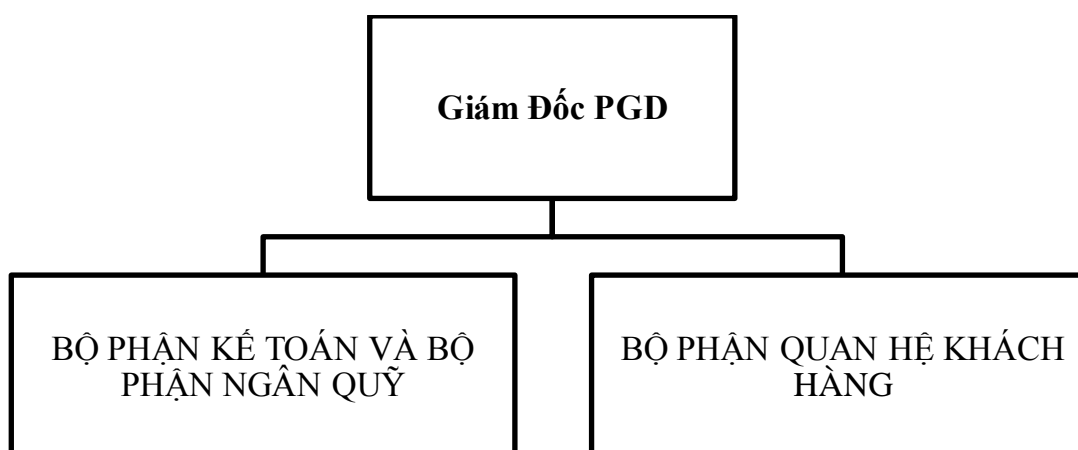 Giám Đốc PGD
BỘ PHẬN KẾ TOÁN VÀ BỘ
PHẬN NGÂN QUỸ
BỘ PHẬN QUAN HỆ KHÁCH
HÀNG